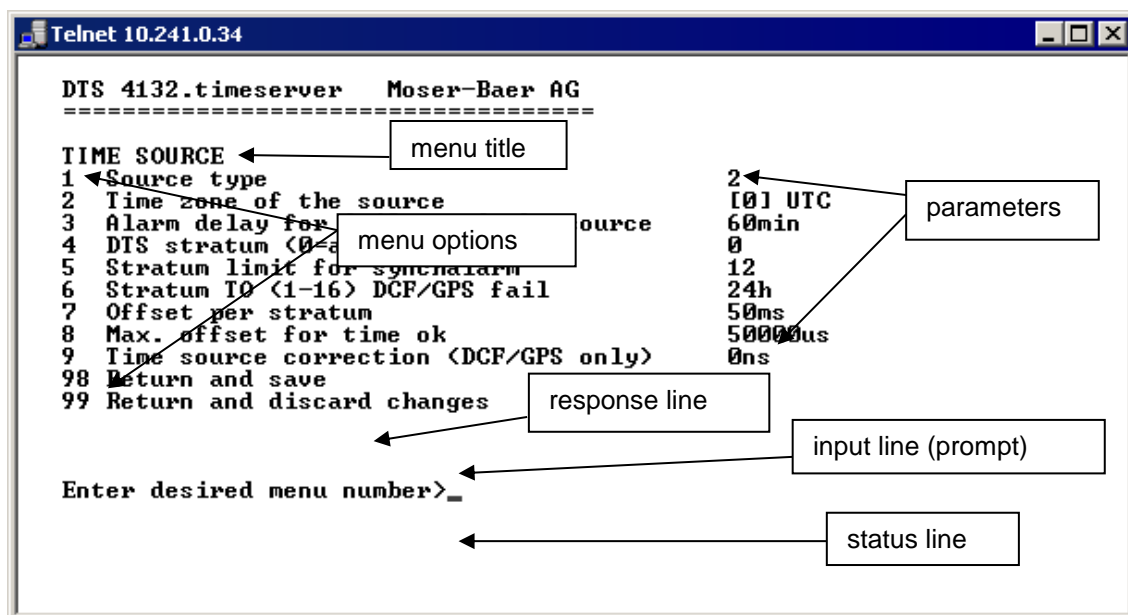 Telnet 10.241.0.34
DTS 4132.timeserver Moser-Baer AG
====================================
TIME SOURCE
menu title
1 Source type 2
2 Time zone of the source [0] UTC
parameters
3 Alarm delay for ource 60min
menu options
4 DTS stratum (0=a 0
5 Stratum limit for synchalarm 12
6 Stratum TO (1-16) DCF/GPS fail 24h
7 Offset per stratum 50ms
8 Max. offset for time ok 50000us
9 Time source correction (DCF/GPS only) 0ns
98 Return and save
99 Return and discard changes
response line
input line (prompt)
Enter desired menu number>_
status line